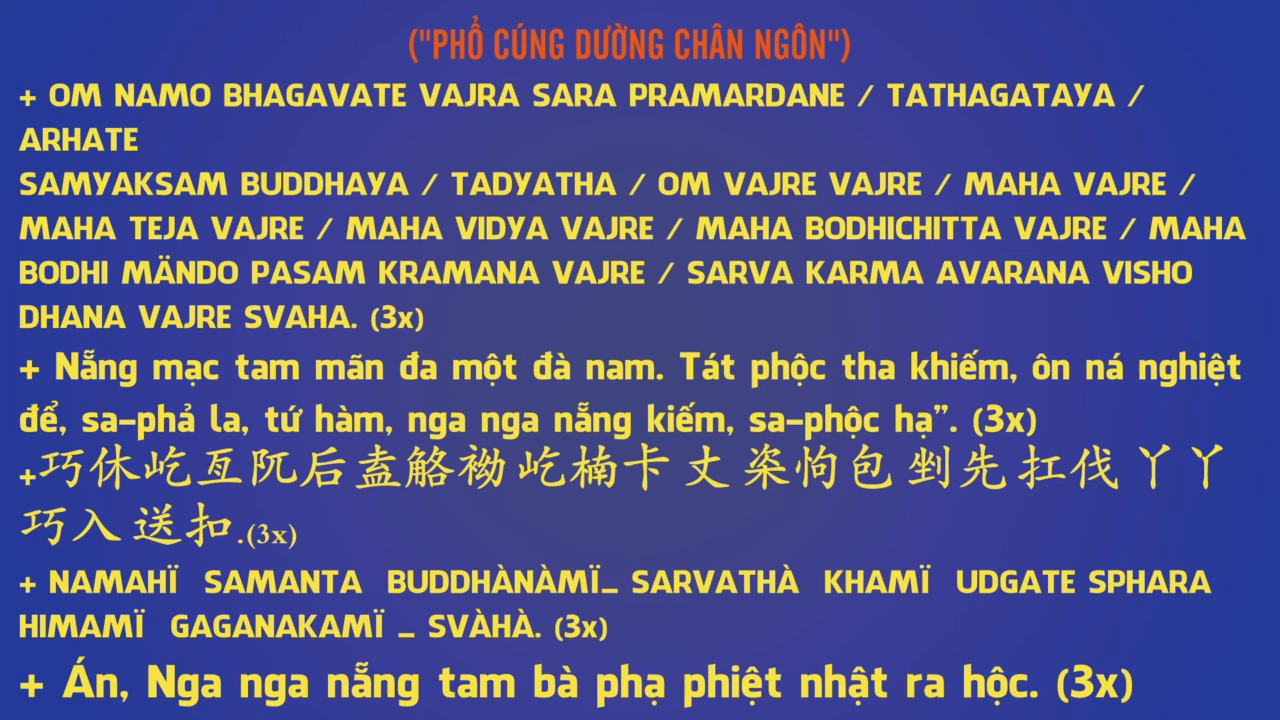 ("PHỔ CÚNG DƯỜNG CHÂN NGÔN")
+ OM NAMO BHAGAVATE VAJRA SARA PRAMARDANE / TATHAGATAYA /
ARHATE
SAMYAKSAM BUDDHAYA / TADYATHA / OM VAJRE VAJRE / MAHA VAJRE /
MAHA TEJA VAJRE / MAHA VIDYA VAJRE / MAHA BODHICHITTA VAJRE / MAHA
BODHI MÄNDO PASAM KRAMANA VAJRE / SARVA KARMA AVARANA VISHO
DHANA VAJRE SVAHA. (3x)
+ Nẵng mạc tam mãn đa một đà nam. Tát phộc tha khiếm, ôn ná nghiệt
để, sa-phả la, tứ hàm, nga nga nẵng kiếm, sa-phộc hạ”. (3x)
+巧休屹亙阢后盍觡袎屹楠卡丈 栥怐包 剉先 扛伐 丫丫
巧入 送扣.(3x)
+ NAMAHÏ SAMANTA BUDDHÀNÀMÏ_ SARVATHÀ KHAMÏ UDGATE SPHARA
HIMAMÏ GAGANAKAMÏ _ SVÀHÀ. (3x)
+ Án, Nga nga nẵng tam bà phạ phiệt nhật ra hộc. (3x)